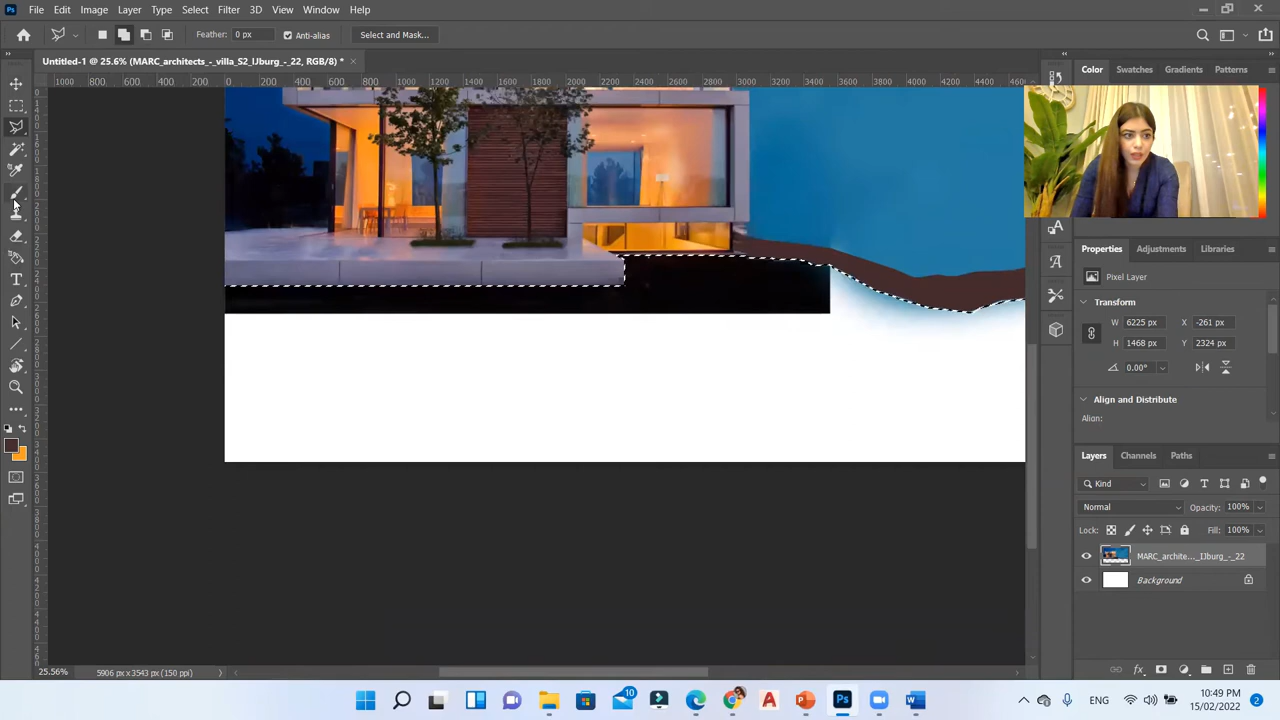 Ps File Edit Image Layer Type Select Filter 3D View Window Help
Feather: 0 px Anti-alias Select and Mask...
Untitled-1 @ 25.6% (MARC_architects_-_villa_S2_IJburg_-_22, RGB/8) *
Color Swatches Gradients Patterns
1000 800 600 400 200 0 200 400 600 800 1000 1200 1400 1600 1800 2000 2200 2400 2600 2800 3000 3200 3400 3600 3800 4000 4200 4400 4600
Properties Adjustments Libraries
Pixel Layer
Transform
W 6225 px X -261 px
H 1468 px Y 2324 px
0.00°
Align and Distribute
Align:
Layers Channels Paths
Kind
Normal Opacity: 100%
Lock: Fill: 100%
MARC_archite..._IJburg_-_22
Background
25.56% 5906 px x 3543 px (150 ppi)
10 Ps ENG 10:49 PM
15/02/2022 2